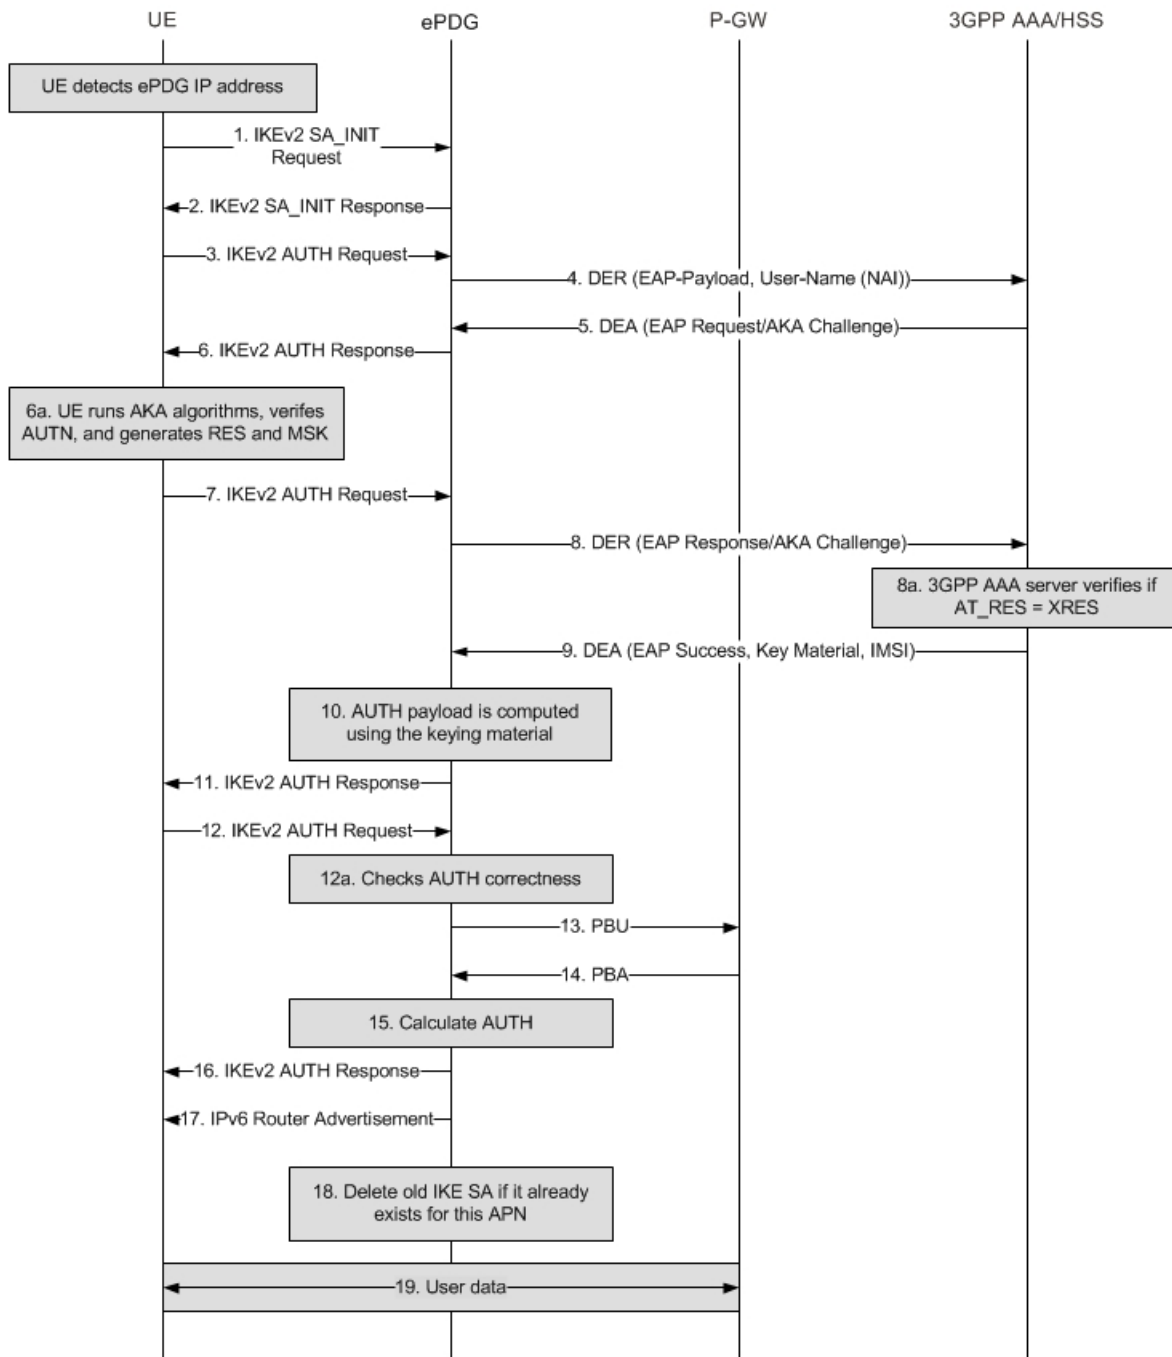 UE
ePDG
P-GW
3GPP AAA/HSS
UE detects ePDG IP address
1. IKEv2 SA_INIT
Request
2. IKEv2 SA_INIT Response
3. IKEv2 AUTH Request
4. DER (EAP-Payload, User-Name (NAI))
5. DEA (EAP Request/AKA Challenge)
6. IKEv2 AUTH Response
6a. UE runs AKA algorithms, verifes
AUTN, and generates RES and MSK
7. IKEv2 AUTH Request
8. DER (EAP Response/AKA Challenge)
8a. 3GPP AAA server verifies if
AT_RES = XRES
9. DEA (EAP Success, Key Material, IMSI)
10. AUTH payload is computed
using the keying material
11. IKEv2 AUTH Response
12. IKEv2 AUTH Request
12a. Checks AUTH correctness
13. PBU
14. PBA
15. Calculate AUTH
16. IKEv2 AUTH Response
17. IPv6 Router Advertisement
18. Delete old IKE SA if it already
exists for this APN
19. User data